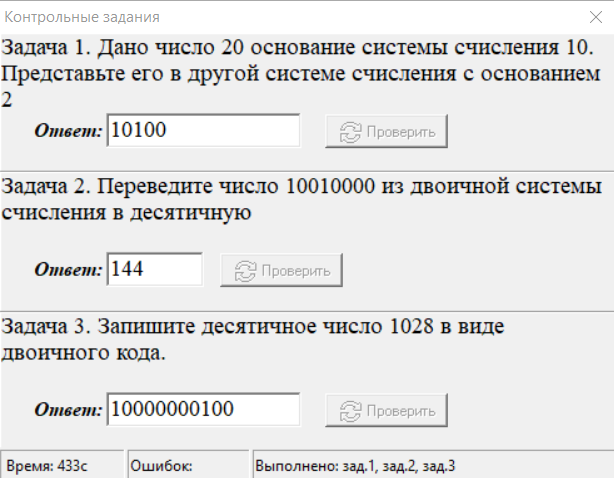 Контрольные задания
Задача 1. Дано число 20 основание системы счисления 10.
Представьте его в другой системе счисления с основанием
2
Ответ: 10100 Проверить
Задача 2. Переведите число 10010000 из двоичной системы
счисления в десятичную
Ответ: 144 Проверить
Задача 3. Запишите десятичное число 1028 в виде
двоичного кода.
Ответ: 10000000100 Проверить
Время: 433с Ошибок: Выполнено: зад.1, зад.2, зад.3